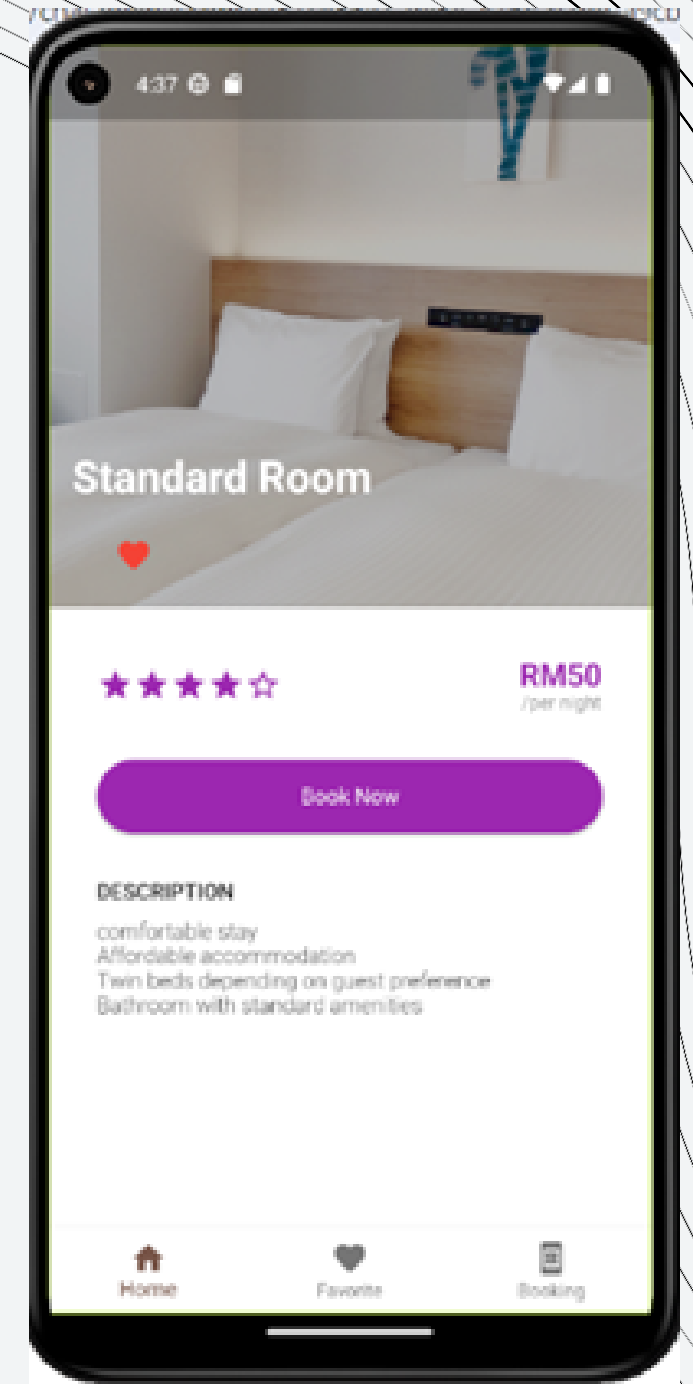 4:37
Standard Room
RM50
/per night
Book Now
DESCRIPTION
comfortable stay
Affordable accommodation
Twin beds depending on guest preference
Bathroom with standard amenities
Home
Favorite
Booking